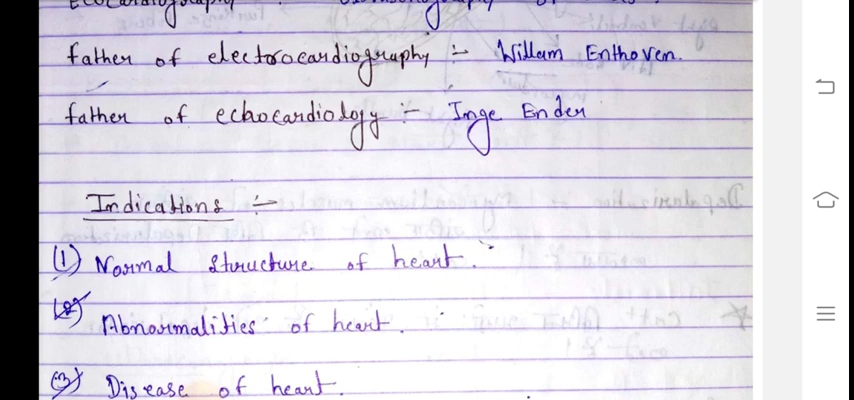 father of electrocardiography :- Willam Enthoven.
father of echocardiology :- Inge Ender
Indications :-
(1) Normal structure of heart.
(2) Abnormalities of heart.
(3) Disease of heart.